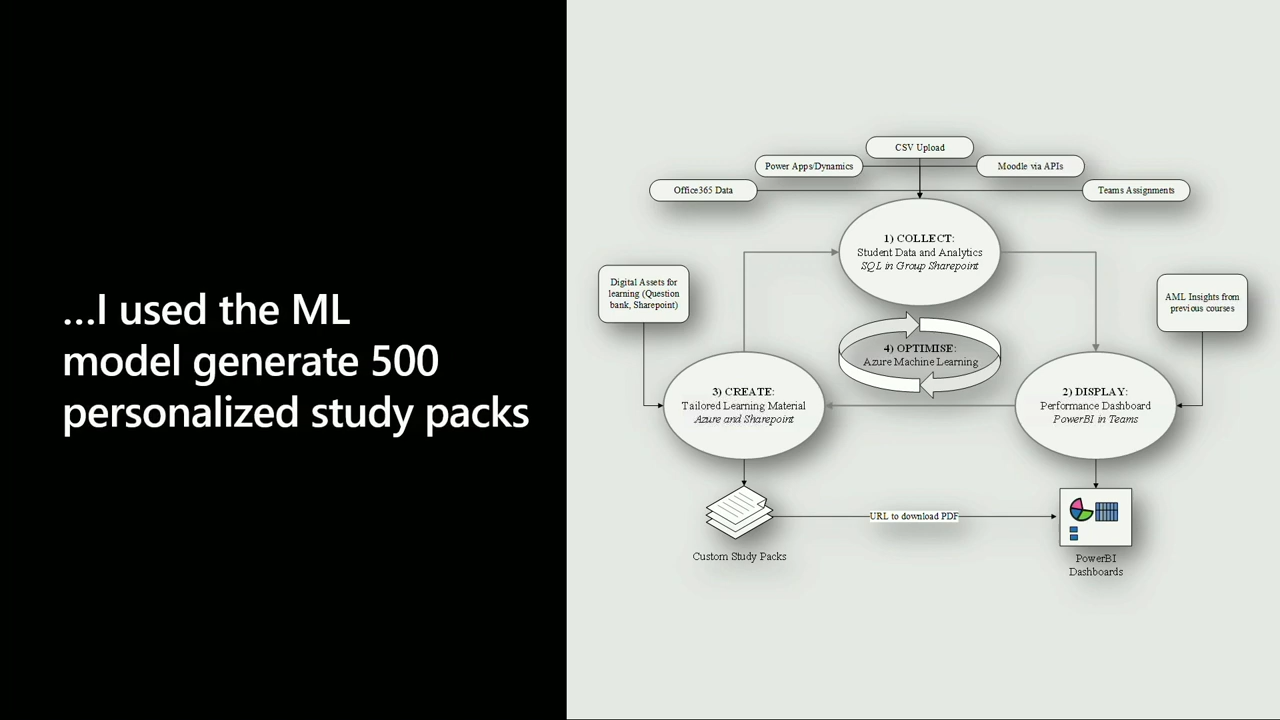 …I used the ML
model generate 500
personalized study packs
CSV Upload
Power Apps/Dynamics
Moodle via APIs
Office365 Data
Teams Assignments
1) COLLECT:
Student Data and Analytics
SQL in Group Sharepoint
Digital Assets for
learning (Question
bank, Sharepoint)
AML Insights from
previous courses
4) OPTIMISE:
Azure Machine Learning
3) CREATE:
Tailored Learning Material
Azure and Sharepoint
2) DISPLAY:
Performance Dashboard
PowerBI in Teams
URL to download PDF
Custom Study Packs
PowerBI
Dashboards